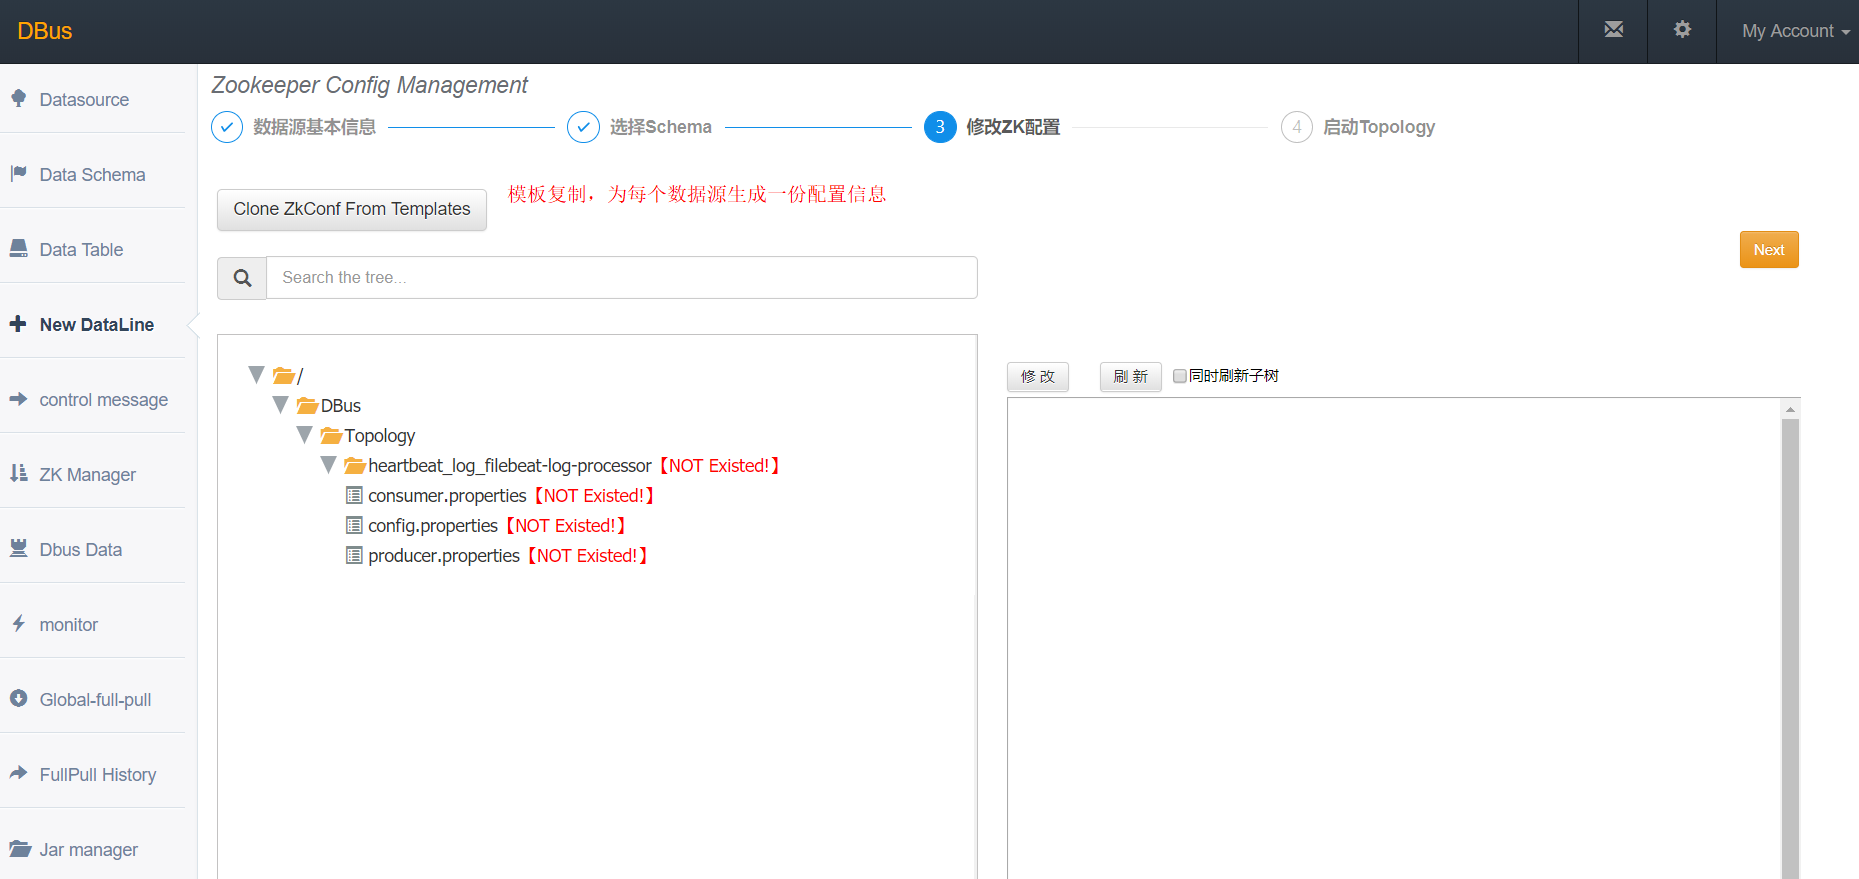 DBus
My Account
Datasource
Data Schema
Data Table
New DataLine
control message
ZK Manager
Dbus Data
monitor
Global-full-pull
FullPull History
Jar manager
Zookeeper Config Management
数据源基本信息
选择Schema
3 修改ZK配置
4 启动Topology
Clone ZkConf From Templates
模板复制，为每个数据源生成一份配置信息
Next
Search the tree...
/
DBus
Topology
heartbeat_log_filebeat-log-processor【NOT Existed!】
consumer.properties【NOT Existed!】
config.properties【NOT Existed!】
producer.properties【NOT Existed!】
修 改
刷 新
同时刷新子树